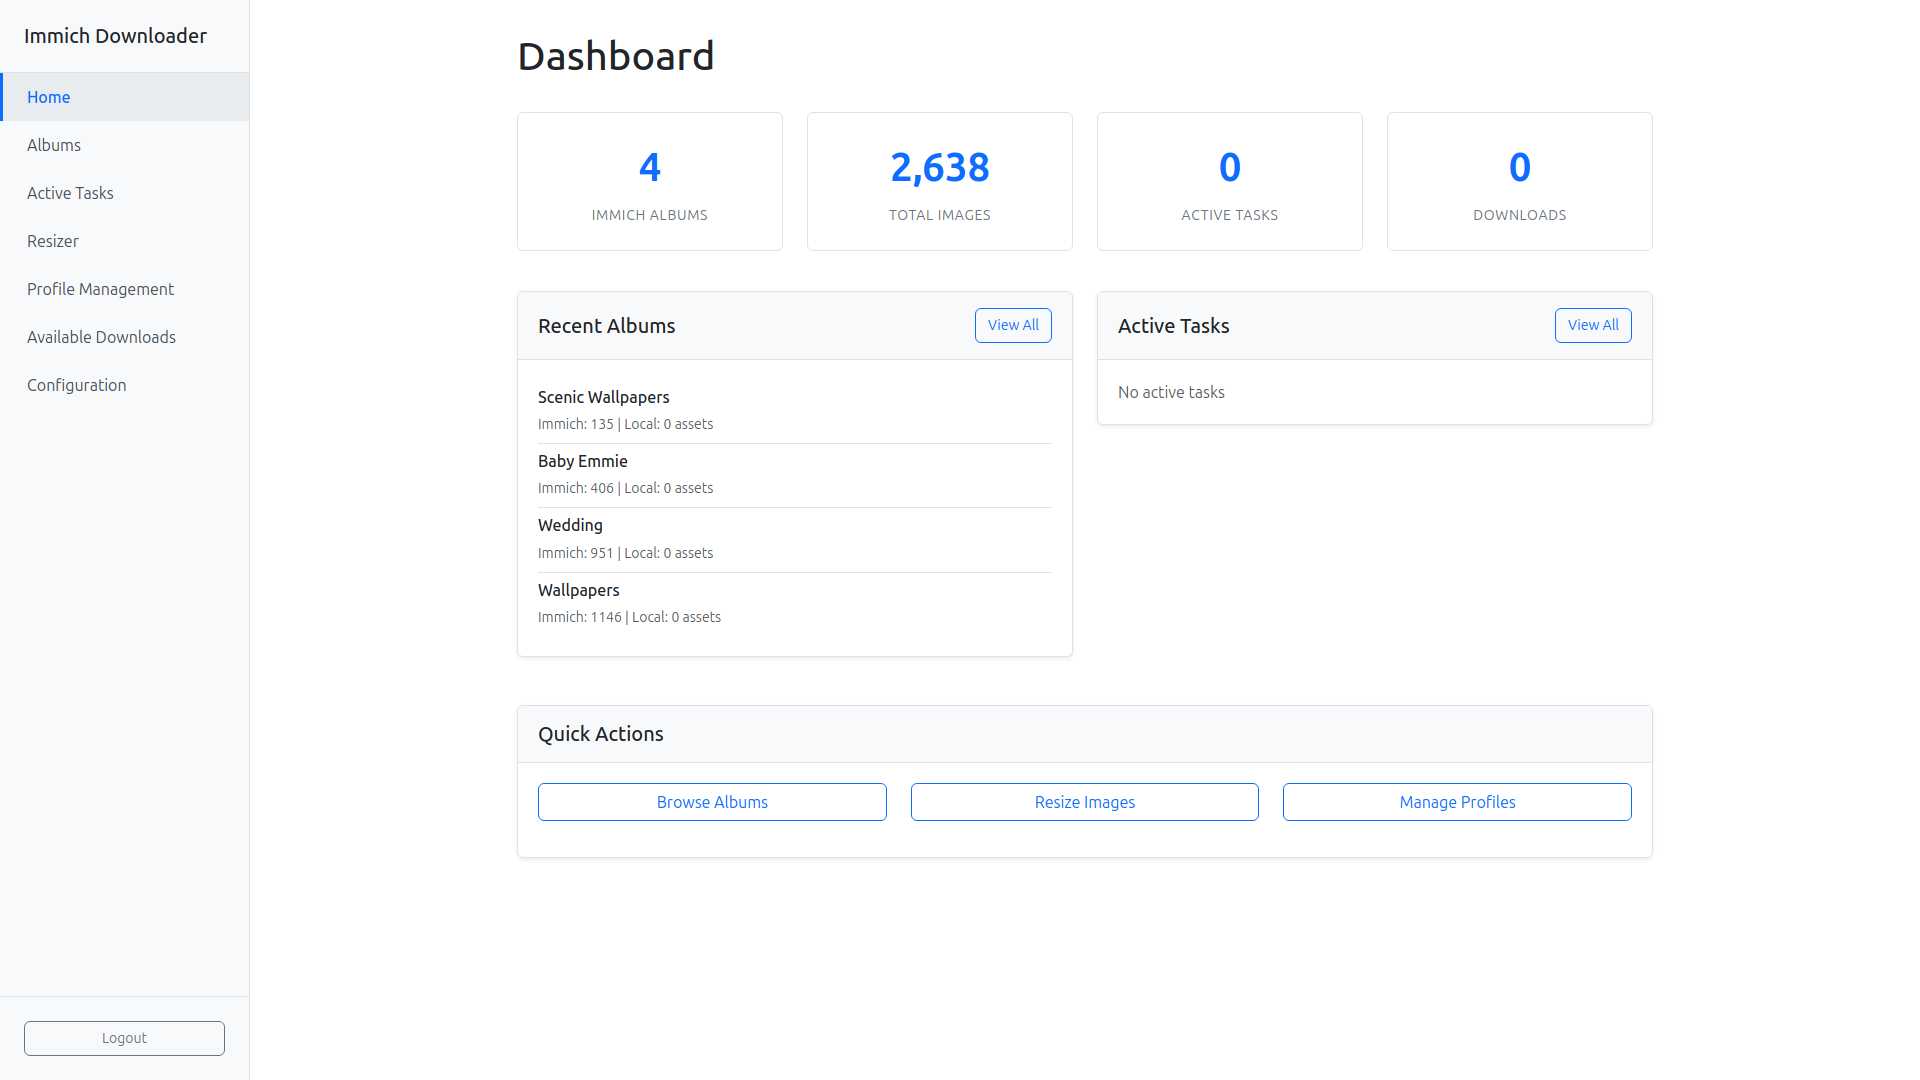 Immich Downloader
Home
Albums
Active Tasks
Resizer
Profile Management
Available Downloads
Configuration
Logout
Dashboard
4
IMMICH ALBUMS
2,638
TOTAL IMAGES
0
ACTIVE TASKS
0
DOWNLOADS
Recent Albums
View All
Scenic Wallpapers
Immich: 135 | Local: 0 assets
Baby Emmie
Immich: 406 | Local: 0 assets
Wedding
Immich: 951 | Local: 0 assets
Wallpapers
Immich: 1146 | Local: 0 assets
Active Tasks
View All
No active tasks
Quick Actions
Browse Albums
Resize Images
Manage Profiles